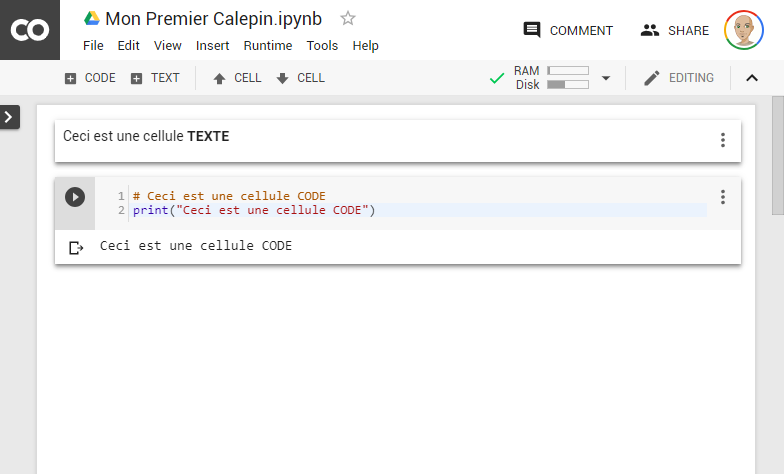 CO
Mon Premier Calepin.ipynb
File Edit View Insert Runtime Tools Help
COMMENT
SHARE
CODE TEXT CELL CELL
RAM
Disk
EDITING
Ceci est une cellule TEXTE
1 # Ceci est une cellule CODE
2 print("Ceci est une cellule CODE")
Ceci est une cellule CODE